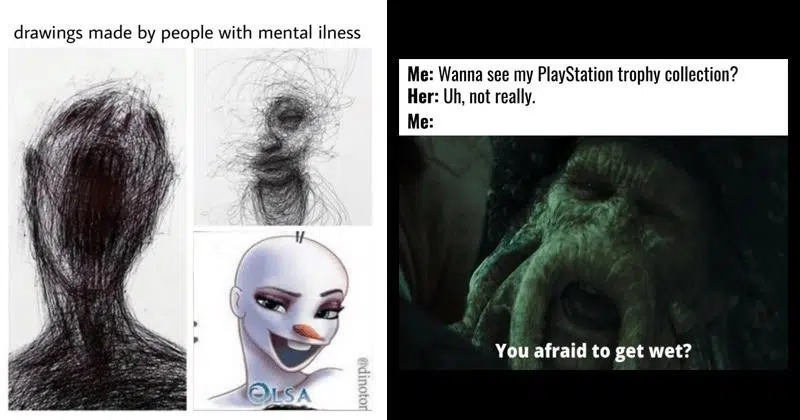 drawings made by people with mental ilness
OLSA
@dinotor
Me: Wanna see my PlayStation trophy collection?
Her: Uh, not really.
Me:
You afraid to get wet?